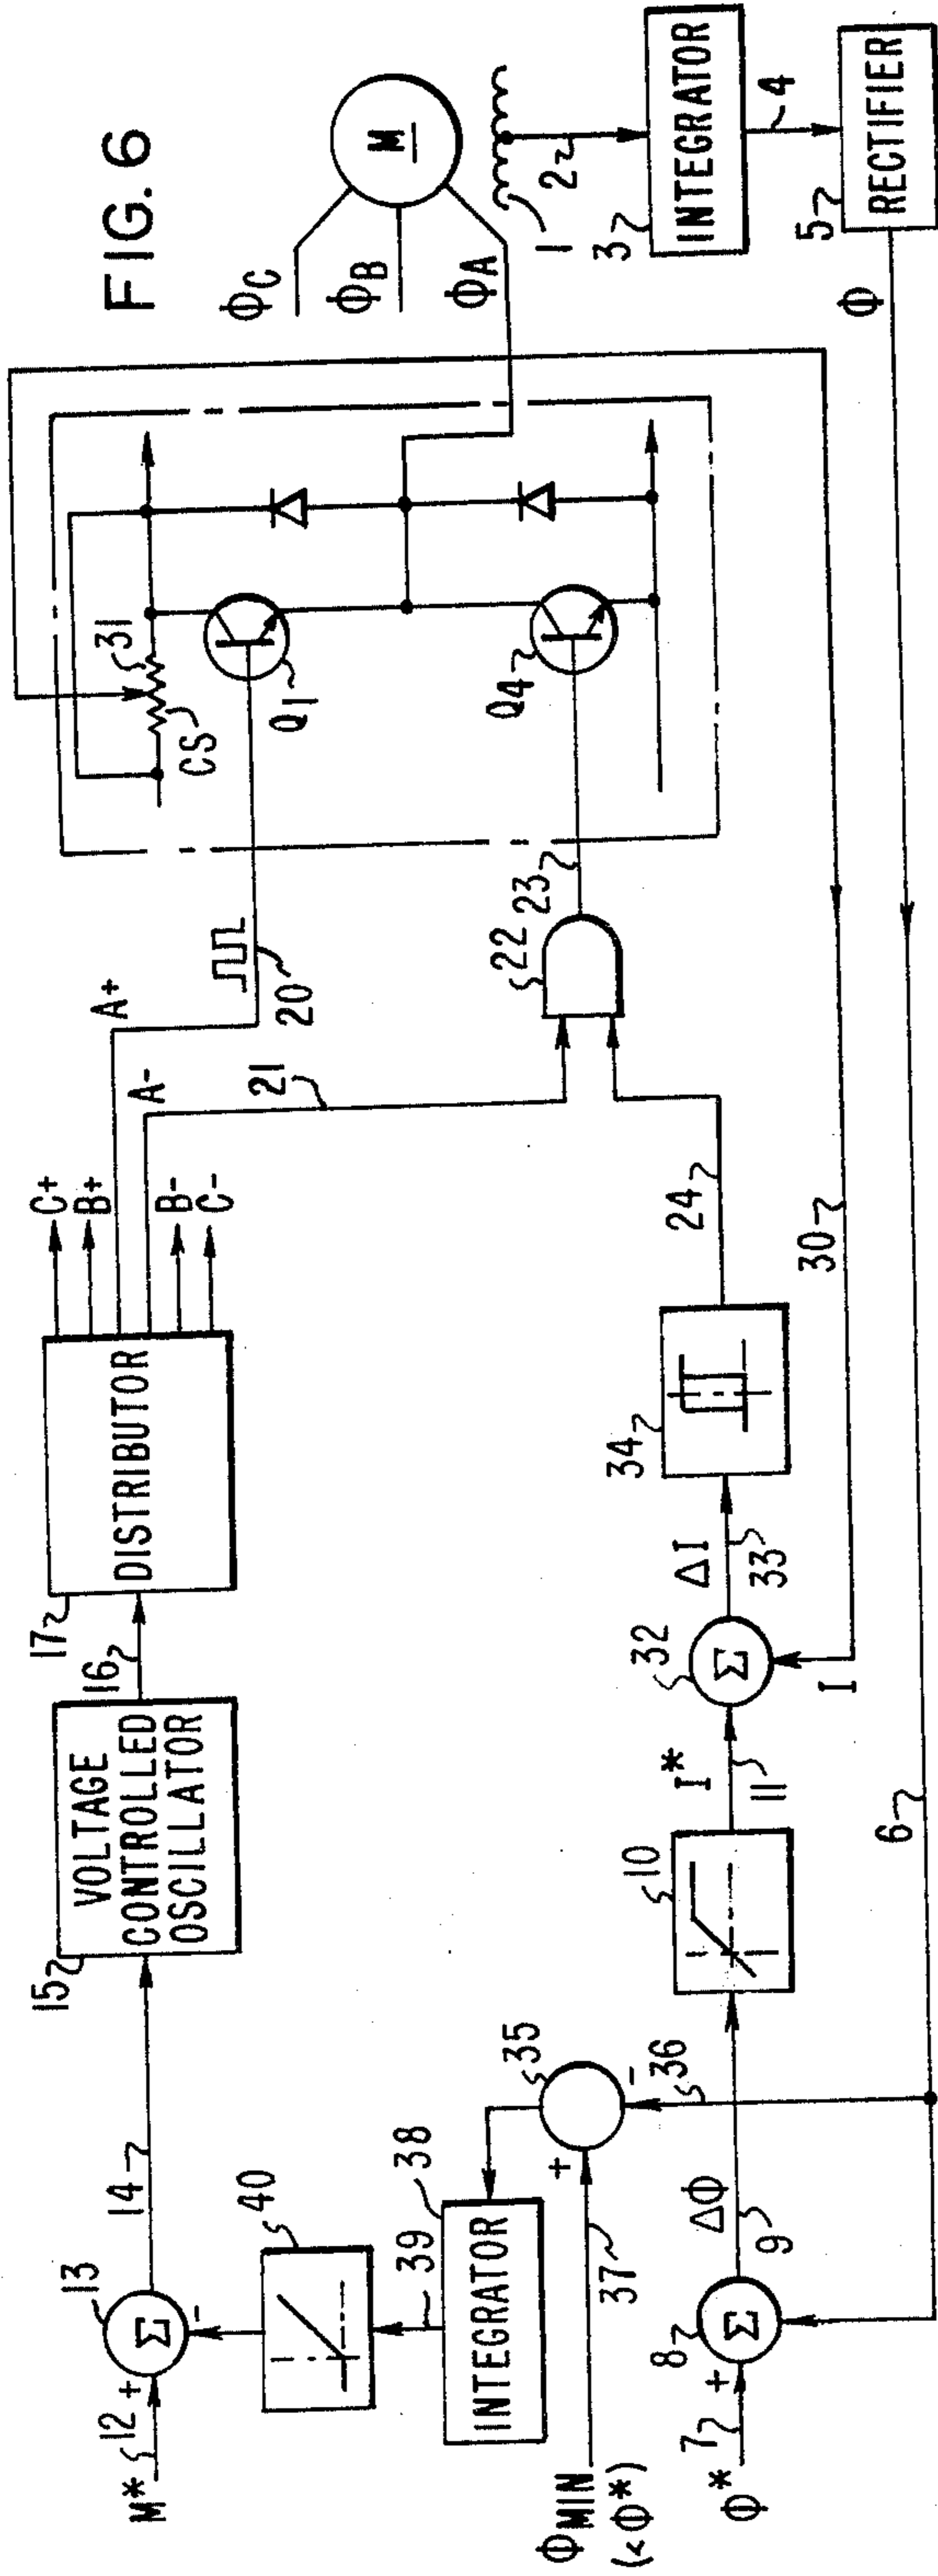 FIG. 6
M*
12
+
13
Σ
-
14
15
VOLTAGE
CONTROLLED
OSCILLATOR
16
17
DISTRIBUTOR
C+
B+
A+
A-
B-
C-
20
21
CS
31
Q1
Q4
22
23
24
ΦC
ΦB
ΦA
M
1
2
3
INTEGRATOR
4
5
RECTIFIER
Φ
40
39
38
INTEGRATOR
35
+
-
36
37
ΦMIN
(<Φ*)
Φ*
7
+
8
Σ
ΔΦ
9
10
I*
11
32
Σ
I
ΔI
33
34
30
6